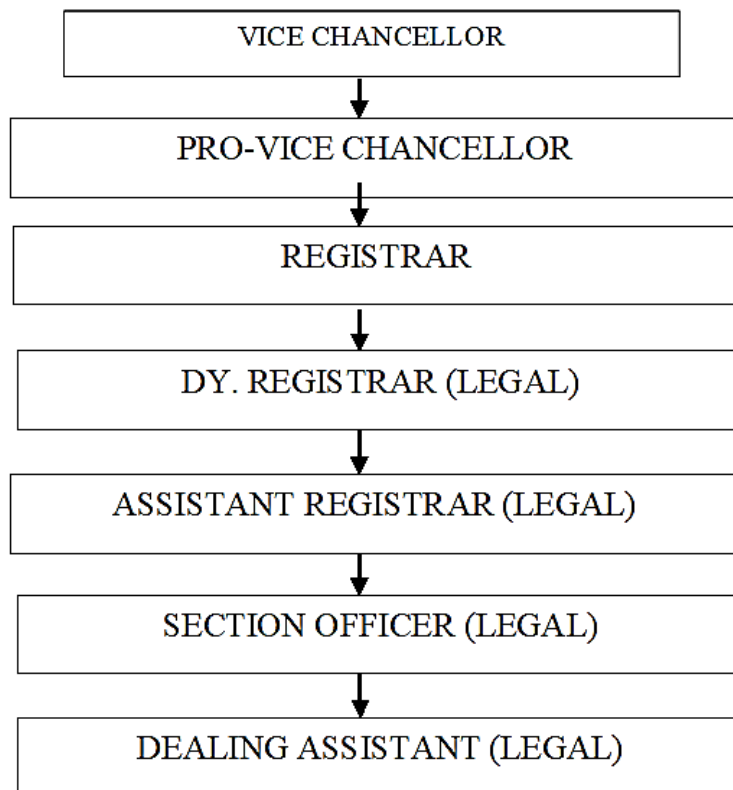 VICE CHANCELLOR
PRO-VICE CHANCELLOR
REGISTRAR
DY. REGISTRAR (LEGAL)
ASSISTANT REGISTRAR (LEGAL)
SECTION OFFICER (LEGAL)
DEALING ASSISTANT (LEGAL)